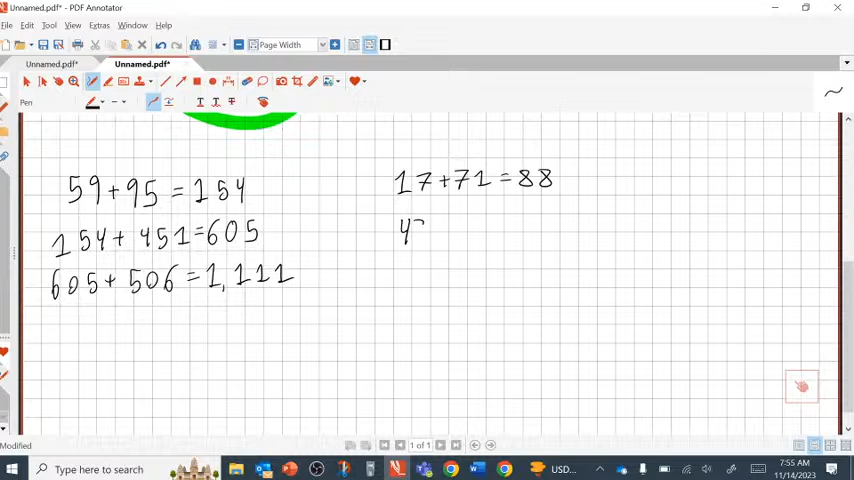 Unnamed.pdf* - PDF Annotator
File Edit Tool View Extras Window Help
Page Width
Unnamed.pdf* Unnamed.pdf*
Pen
59+95=154
154+451=605
605+506=1,111
17+71=88
1 of 1
Modified
Type here to search
USD...
7:55 AM
11/14/2023